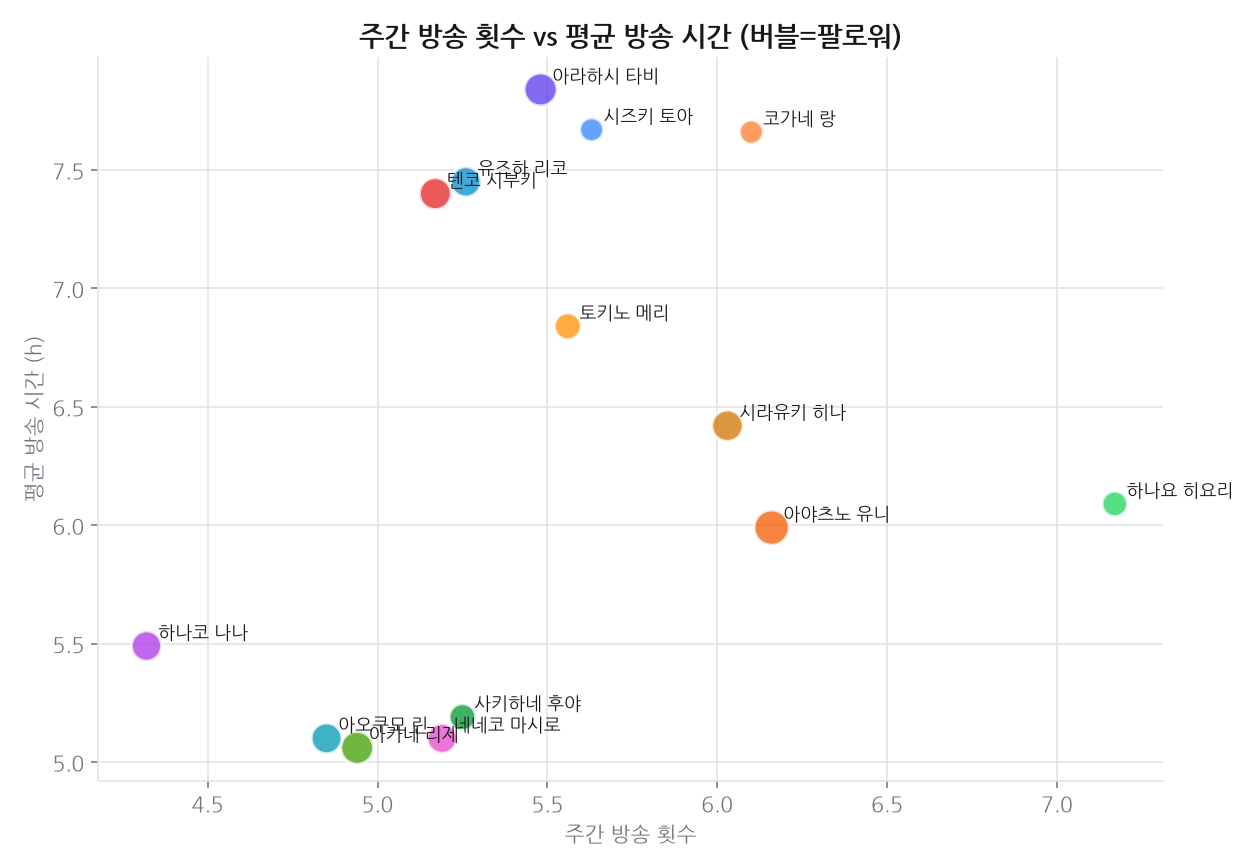 주간 방송 횟수 vs 평균 방송 시간 (버블=팔로워)
아라하시 타비
시즈키 토아
코가네 랑
유즈하 리코
텐코 시부키
토키노 메리
시라유키 히나
하나요 히요리
아야츠노 유니
하나코 나나
사키하네 후야
아오쿠모 린
네네코 마시로
아카네 리제
평균 방송 시간 (h)
7.5
7.0
6.5
6.0
5.5
5.0
4.5
5.0
5.5
6.0
6.5
7.0
주간 방송 횟수